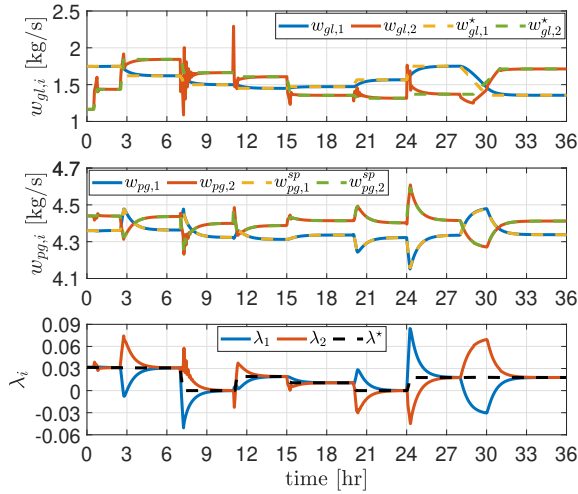 w_{gl,1} w_{gl,2} w^{⋆}_{gl,1} w^{⋆}_{gl,2}
w_{gl,i} [kg/s]
2.5
2
1.5
1
0 3 6 9 12 15 18 21 24 27 30 33 36
w_{pg,1} w_{pg,2} w^{sp}_{pg,1} w^{sp}_{pg,2}
w_{pg,i} [kg/s]
4.7
4.5
4.3
4.1
0 3 6 9 12 15 18 21 24 27 30 33 36
λ_1 λ_2 λ^⋆
λ_i
0.09
0.06
0.03
0
-0.03
-0.06
0 3 6 9 12 15 18 21 24 27 30 33 36
time [hr]